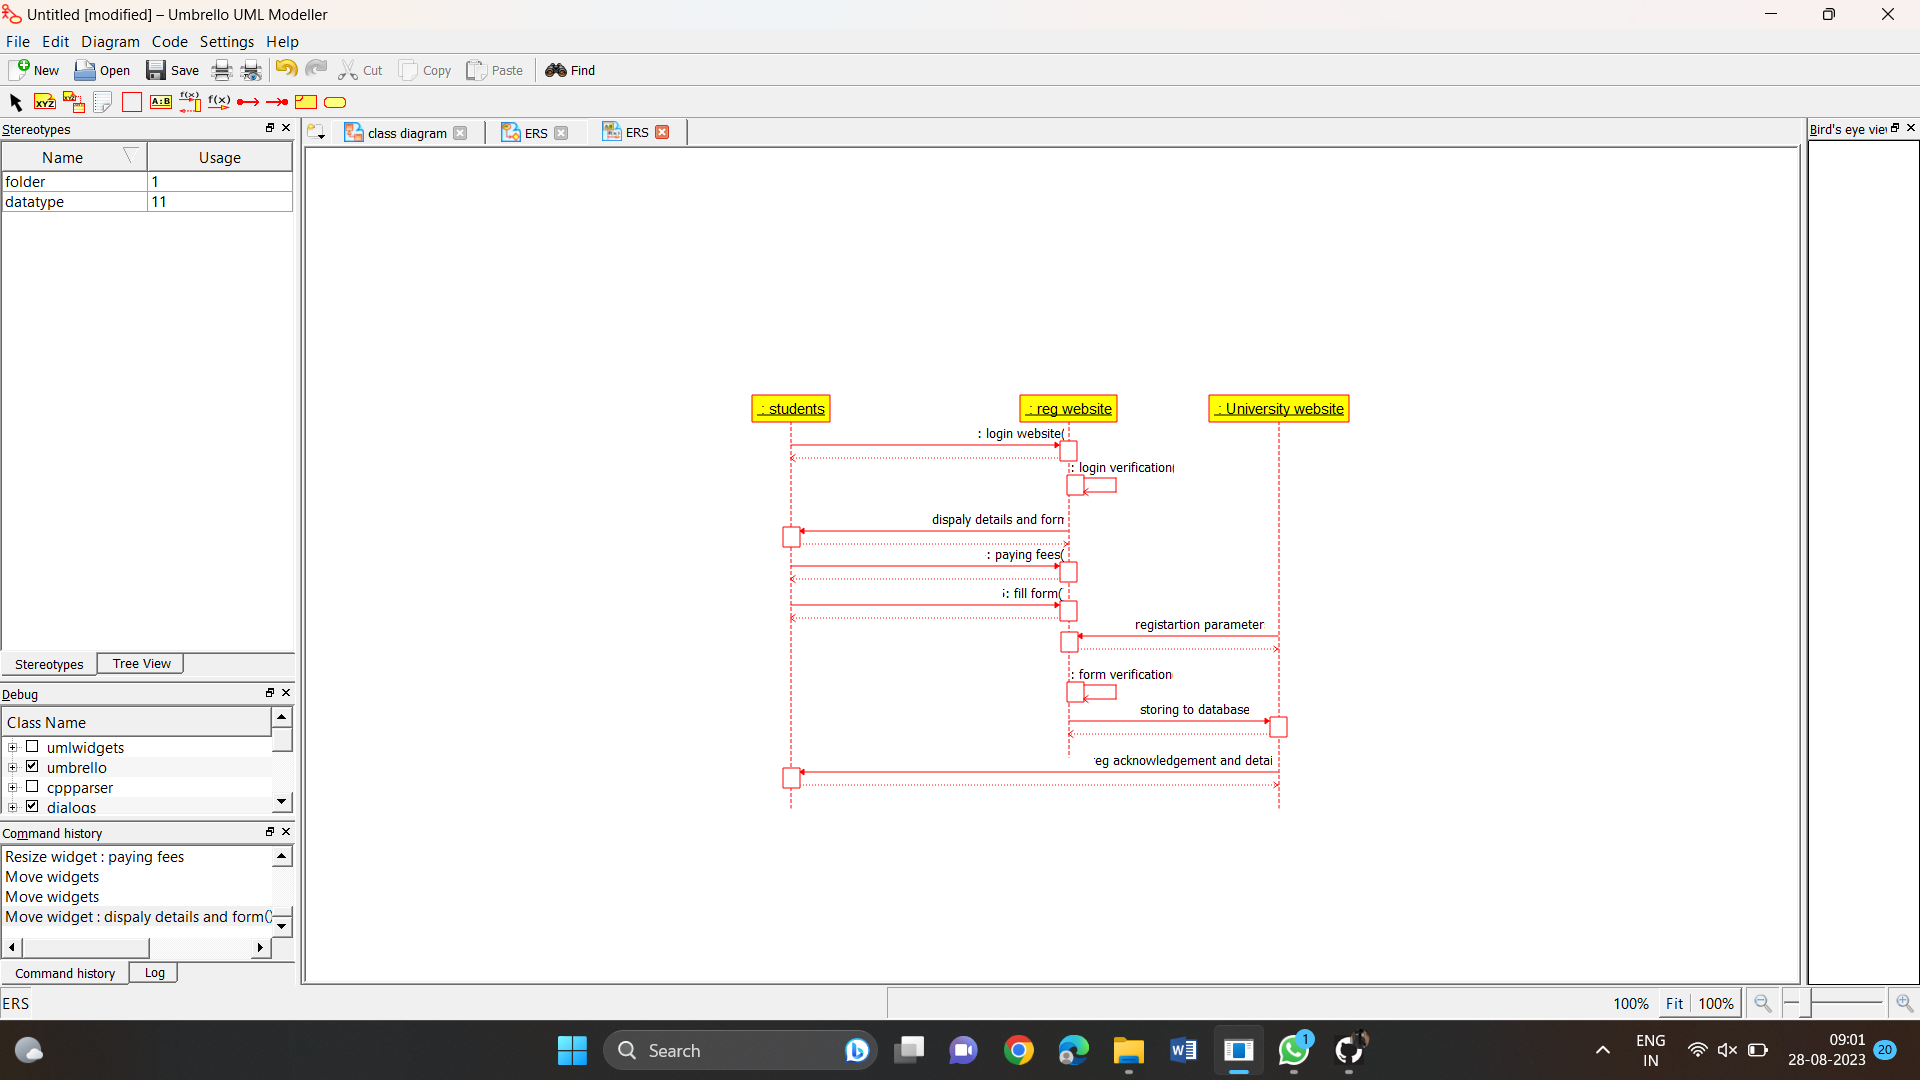 Untitled [modified] – Umbrello UML Modeller
File Edit Diagram Code Settings Help
New Open Save Cut Copy Paste Find
XYZ XYZ A:B f(x) f(x)
Stereotypes
Name Usage
folder 1
datatype 11
Stereotypes Tree View
Debug
Class Name
umlwidgets
umbrello
cppparser
dialogs
Command history
Resize widget : paying fees
Move widgets
Move widgets
Move widget : dispaly details and form()
Command history Log
ERS
class diagram ERS ERS
Bird's eye vie
: students : reg website : University website
: login website(
: login verification(
dispaly details and forn
: paying fees(
: fill form(
registartion parameter
: form verification
storing to database
eg acknowledgement and detai
100% Fit 100%
Search
1
ENG
IN
09:01
28-08-2023
20